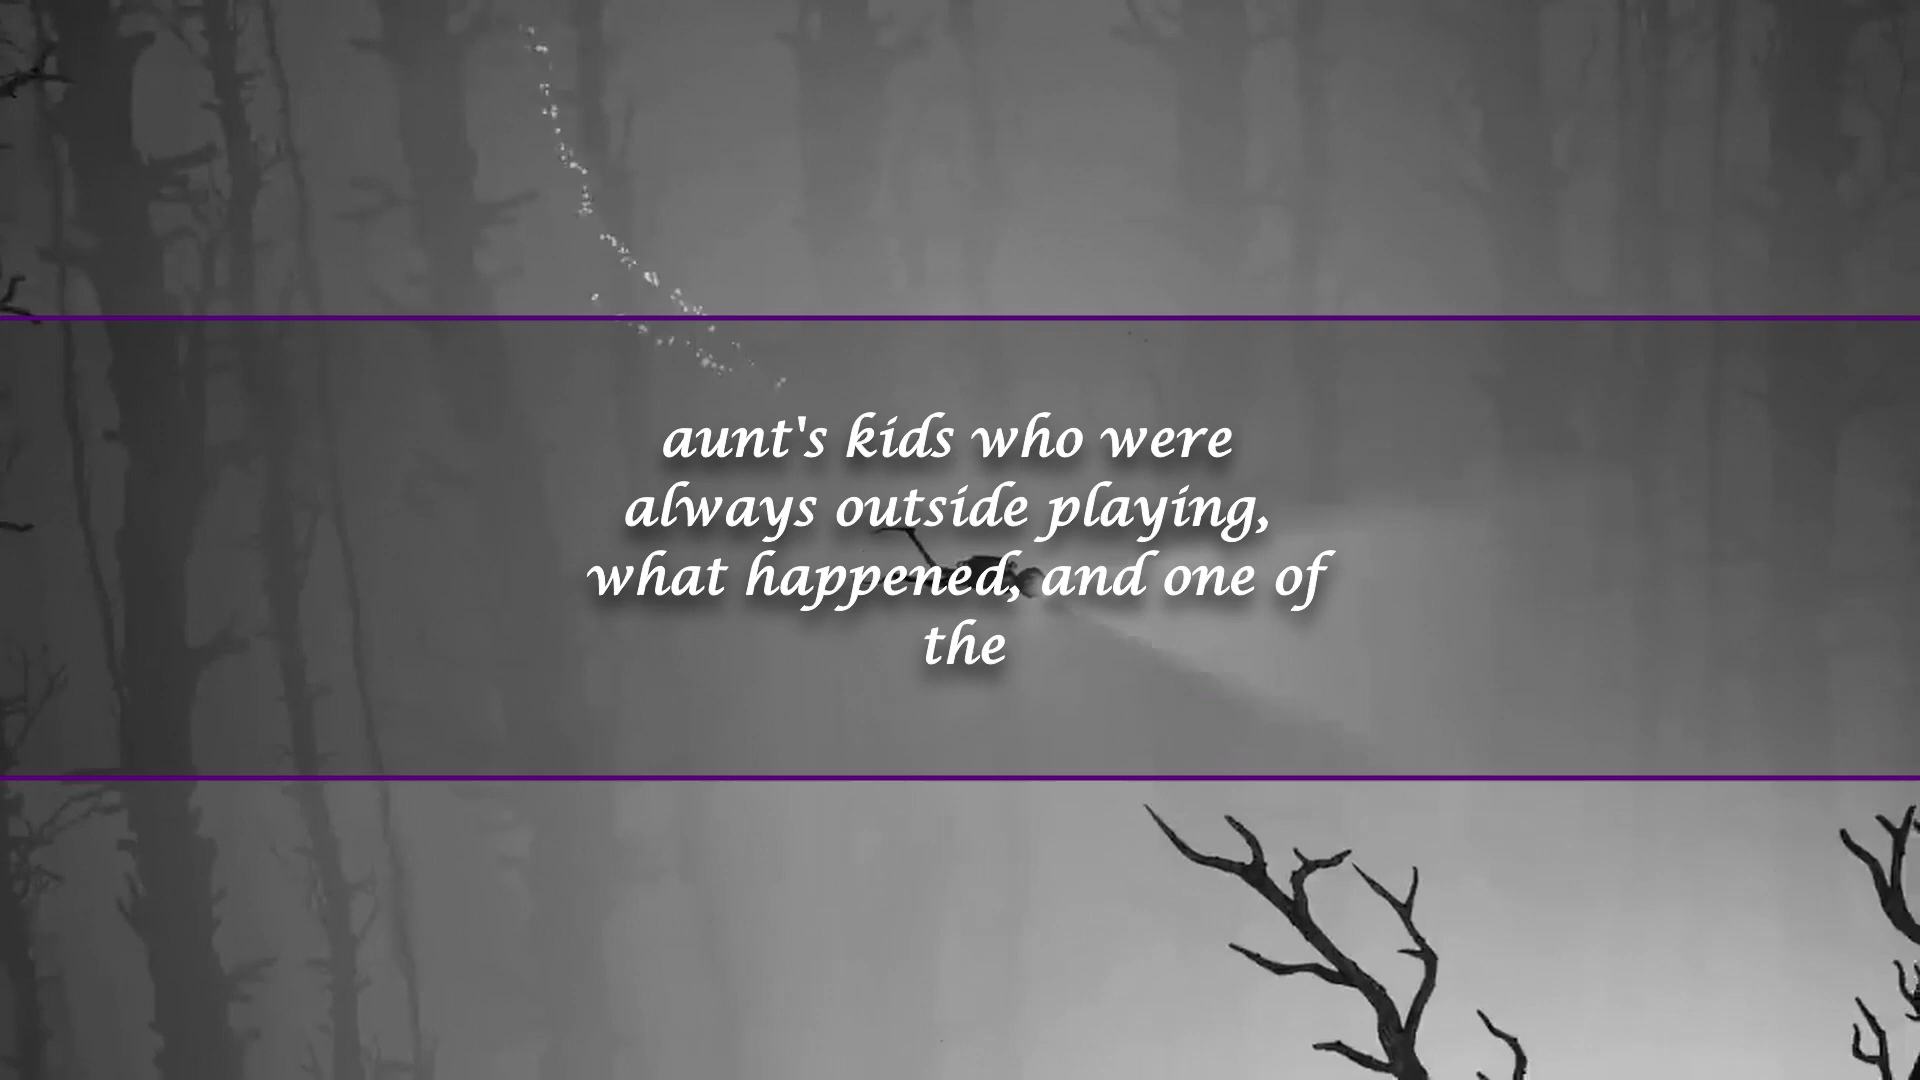 aunt's kids who were
always outside playing,
what happened, and one of
the